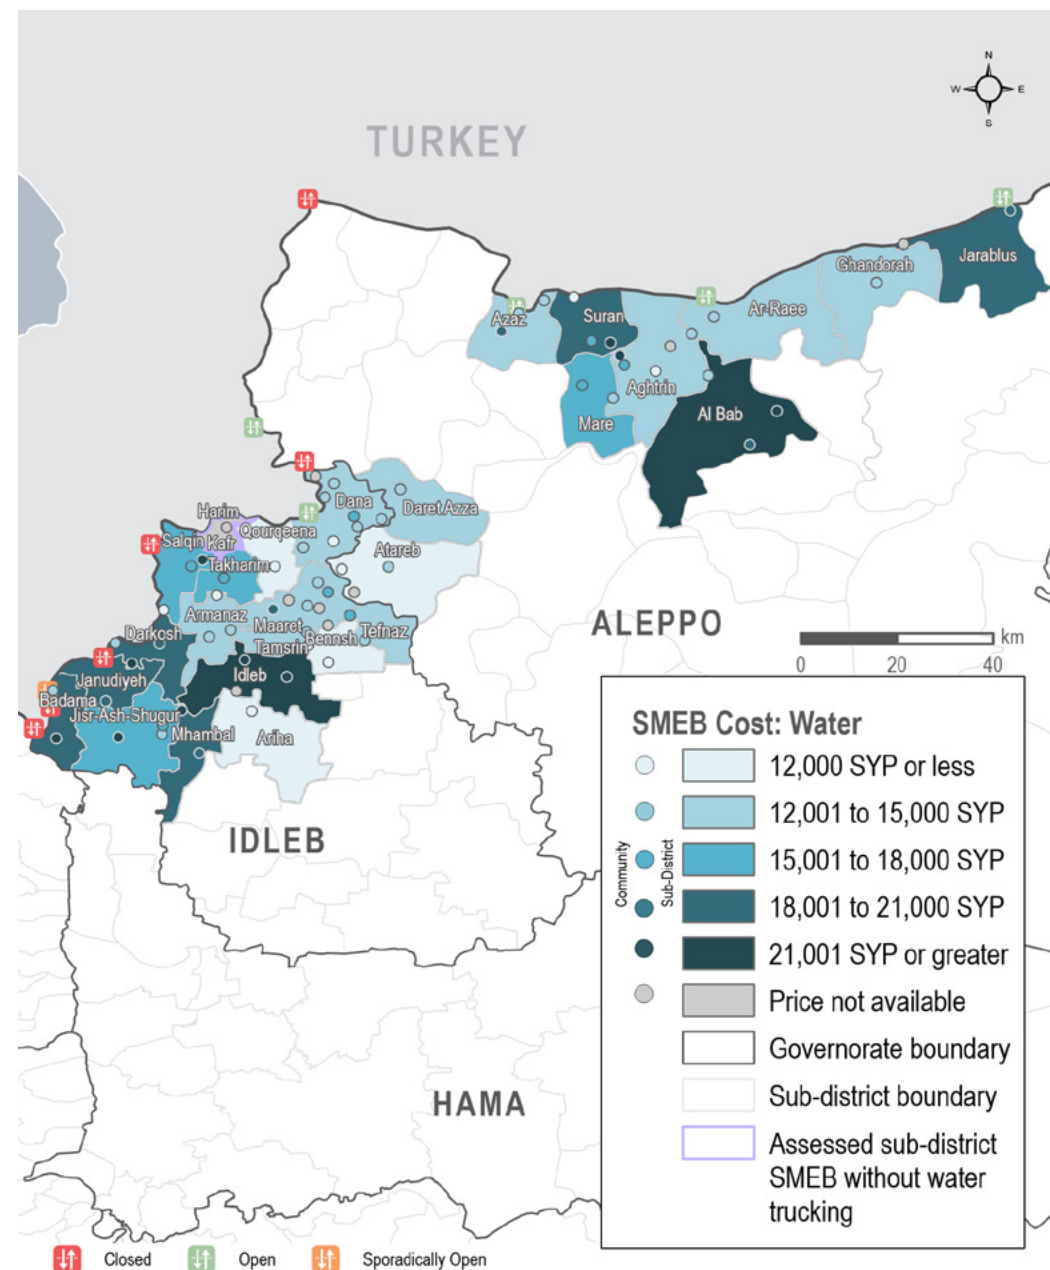 N
W E
S
TURKEY
Ghandorah
Jarablus
Ar-Raee
Azaz
Suran
Aghtrin
Al Bab
Mare
Dana
Daret Azza
Harim
Qourqeena
Salqin
Kafr
Takharim
Atareb
Armanaz
Maaret
Tamsrin
Bennsh
Tefnaz
Darkosh
Idleb
Janudiyeh
Badama
Jisr-Ash-Shugur
Mhambal
Ariha
ALEPPO
km
0 20 40
IDLEB
HAMA
SMEB Cost: Water
Community
Sub-District
12,000 SYP or less
12,001 to 15,000 SYP
15,001 to 18,000 SYP
18,001 to 21,000 SYP
21,001 SYP or greater
Price not available
Governorate boundary
Sub-district boundary
Assessed sub-district
SMEB without water
trucking
Closed Open Sporadically Open